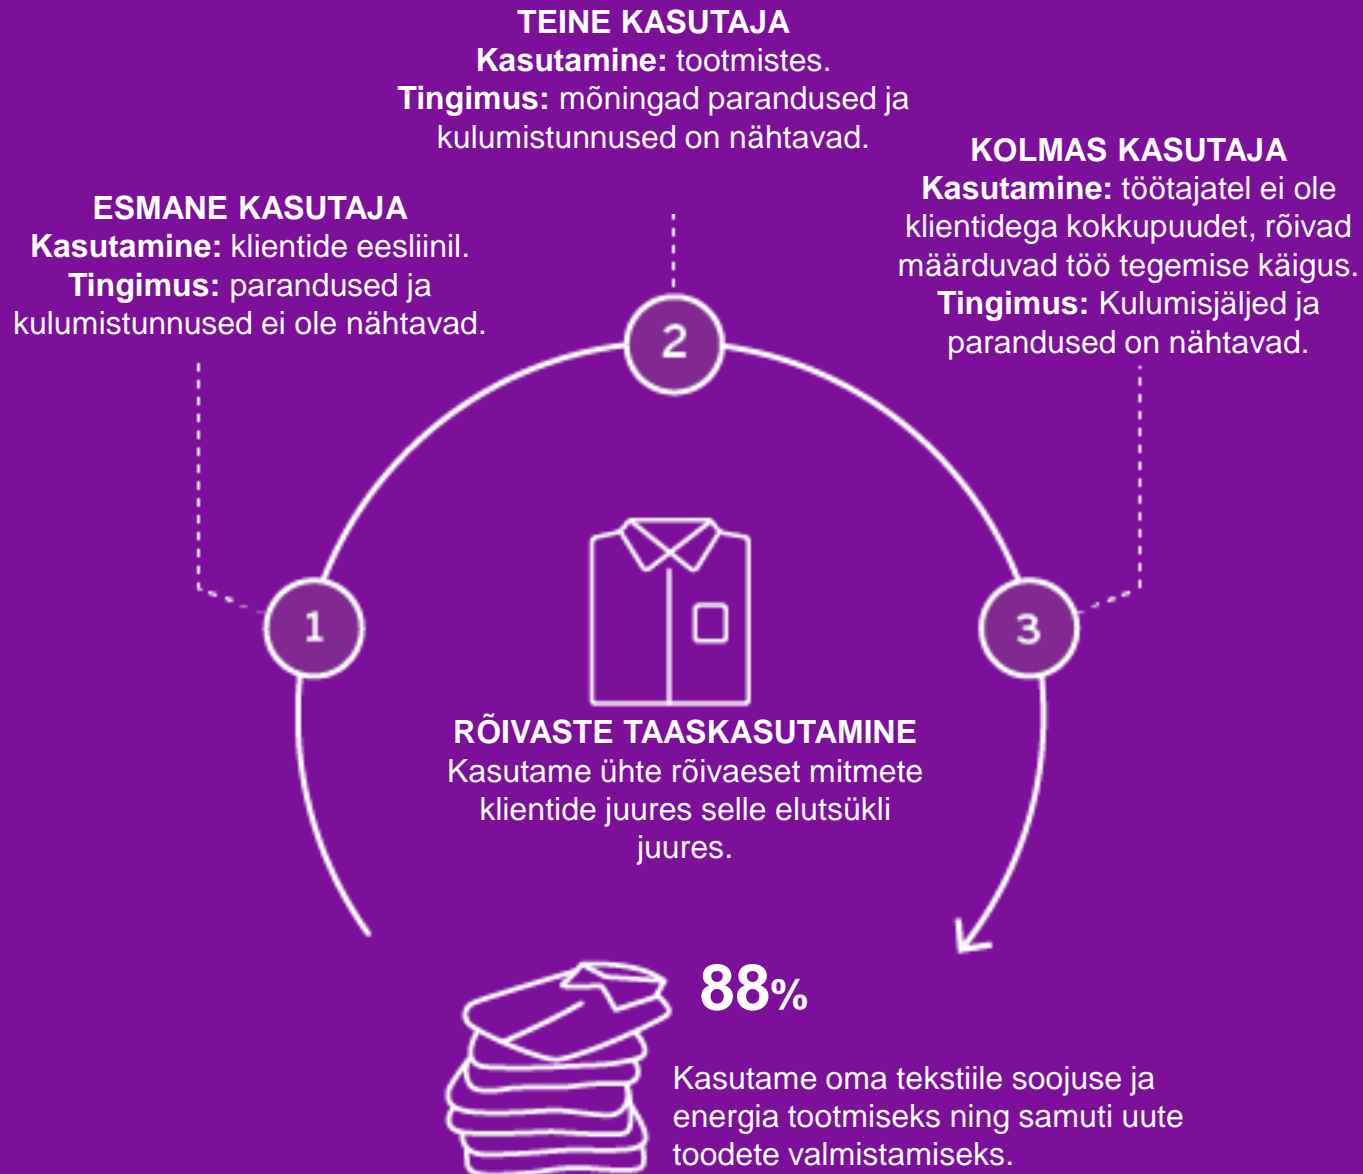 TEINE KASUTAJA
Kasutamine: tootmistes.
Tingimus: mõningad parandused ja
kulumistunnused on nähtavad.
KOLMAS KASUTAJA
Kasutamine: töötajatel ei ole
klientidega kokkupuudet, rõivad
määrduvad töö tegemise käigus.
Tingimus: Kulumisjäljed ja
parandused on nähtavad.
ESMANE KASUTAJA
Kasutamine: klientide eesliinil.
Tingimus: parandused ja
kulumistunnused ei ole nähtavad.
2
1
3
RÕIVASTE TAASKASUTAMINE
Kasutame ühte rõivaeset mitmete
klientide juures selle elutsükli
juures.
88%
Kasutame oma tekstiile soojuse ja
energia tootmiseks ning samuti uute
toodete valmistamiseks.